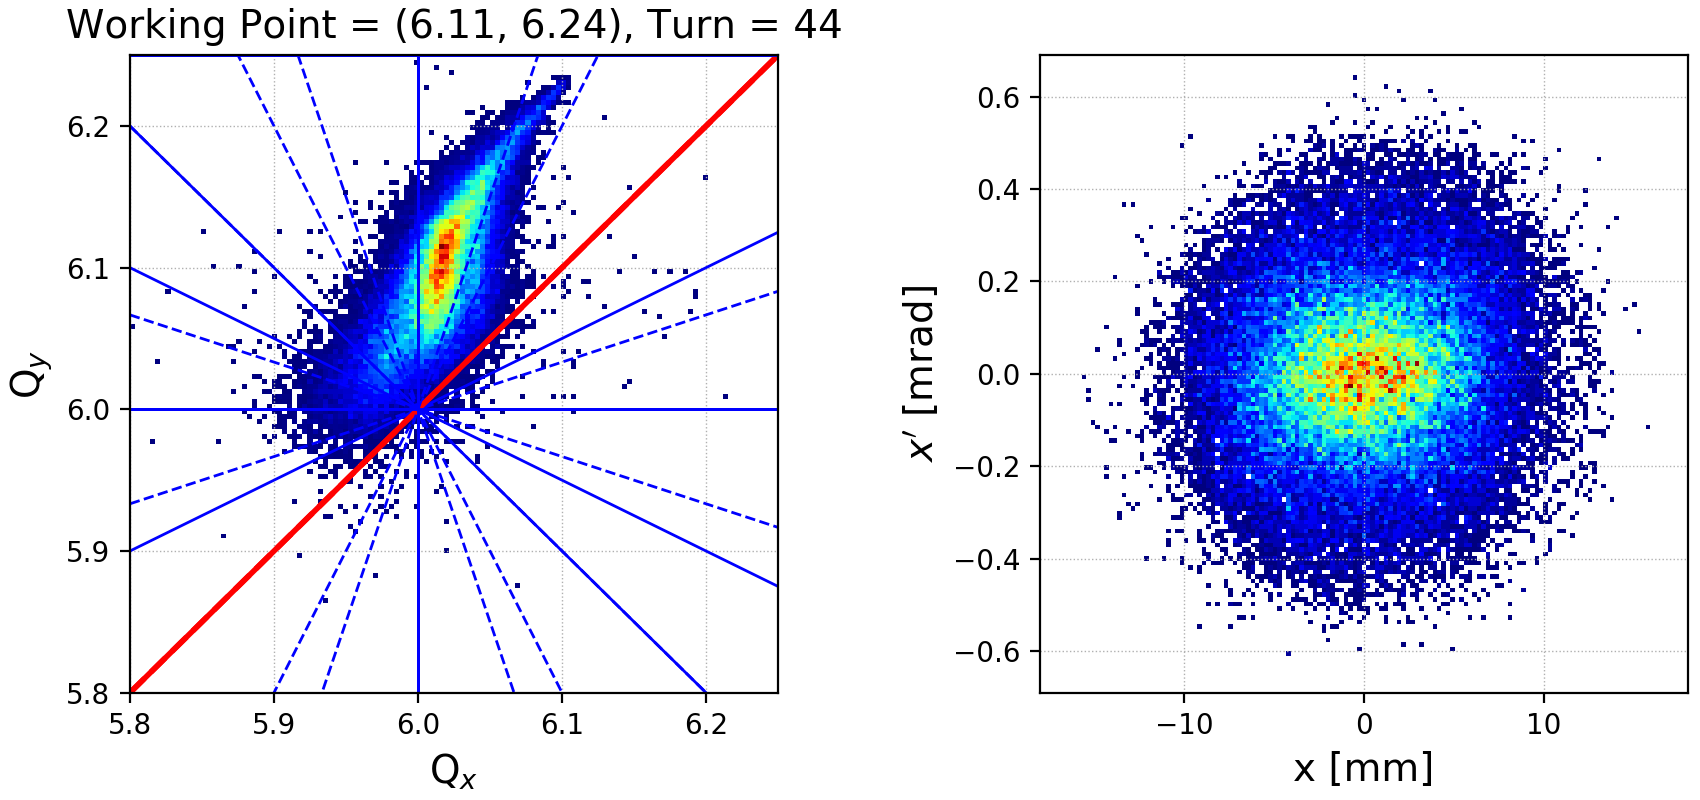 Working Point = (6.11, 6.24), Turn = 44
6.2
6.1
6.0
5.9
5.8
Qy
5.8 5.9 6.0 6.1 6.2
Qx
0.6
0.4
0.2
0.0
−0.2
−0.4
−0.6
x′ [mrad]
−10 0 10
x [mm]